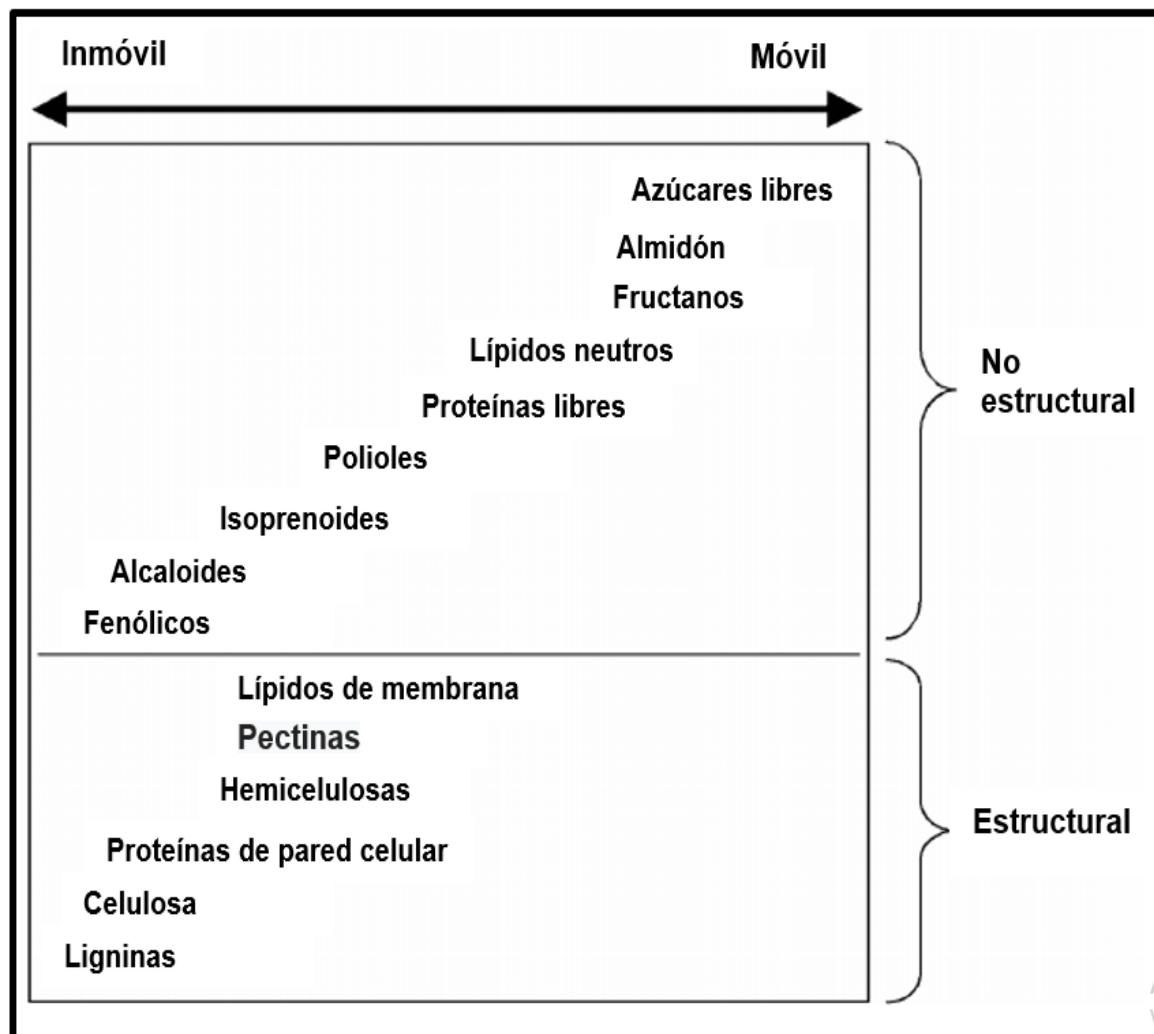 Inmóvil
Móvil
Azúcares libres
Almidón
Fructanos
Lípidos neutros
Proteínas libres
Polioles
Isoprenoides
Alcaloides
Fenólicos
No
estructural
Lípidos de membrana
Pectinas
Hemicelulosas
Proteínas de pared celular
Celulosa
Ligninas
Estructural